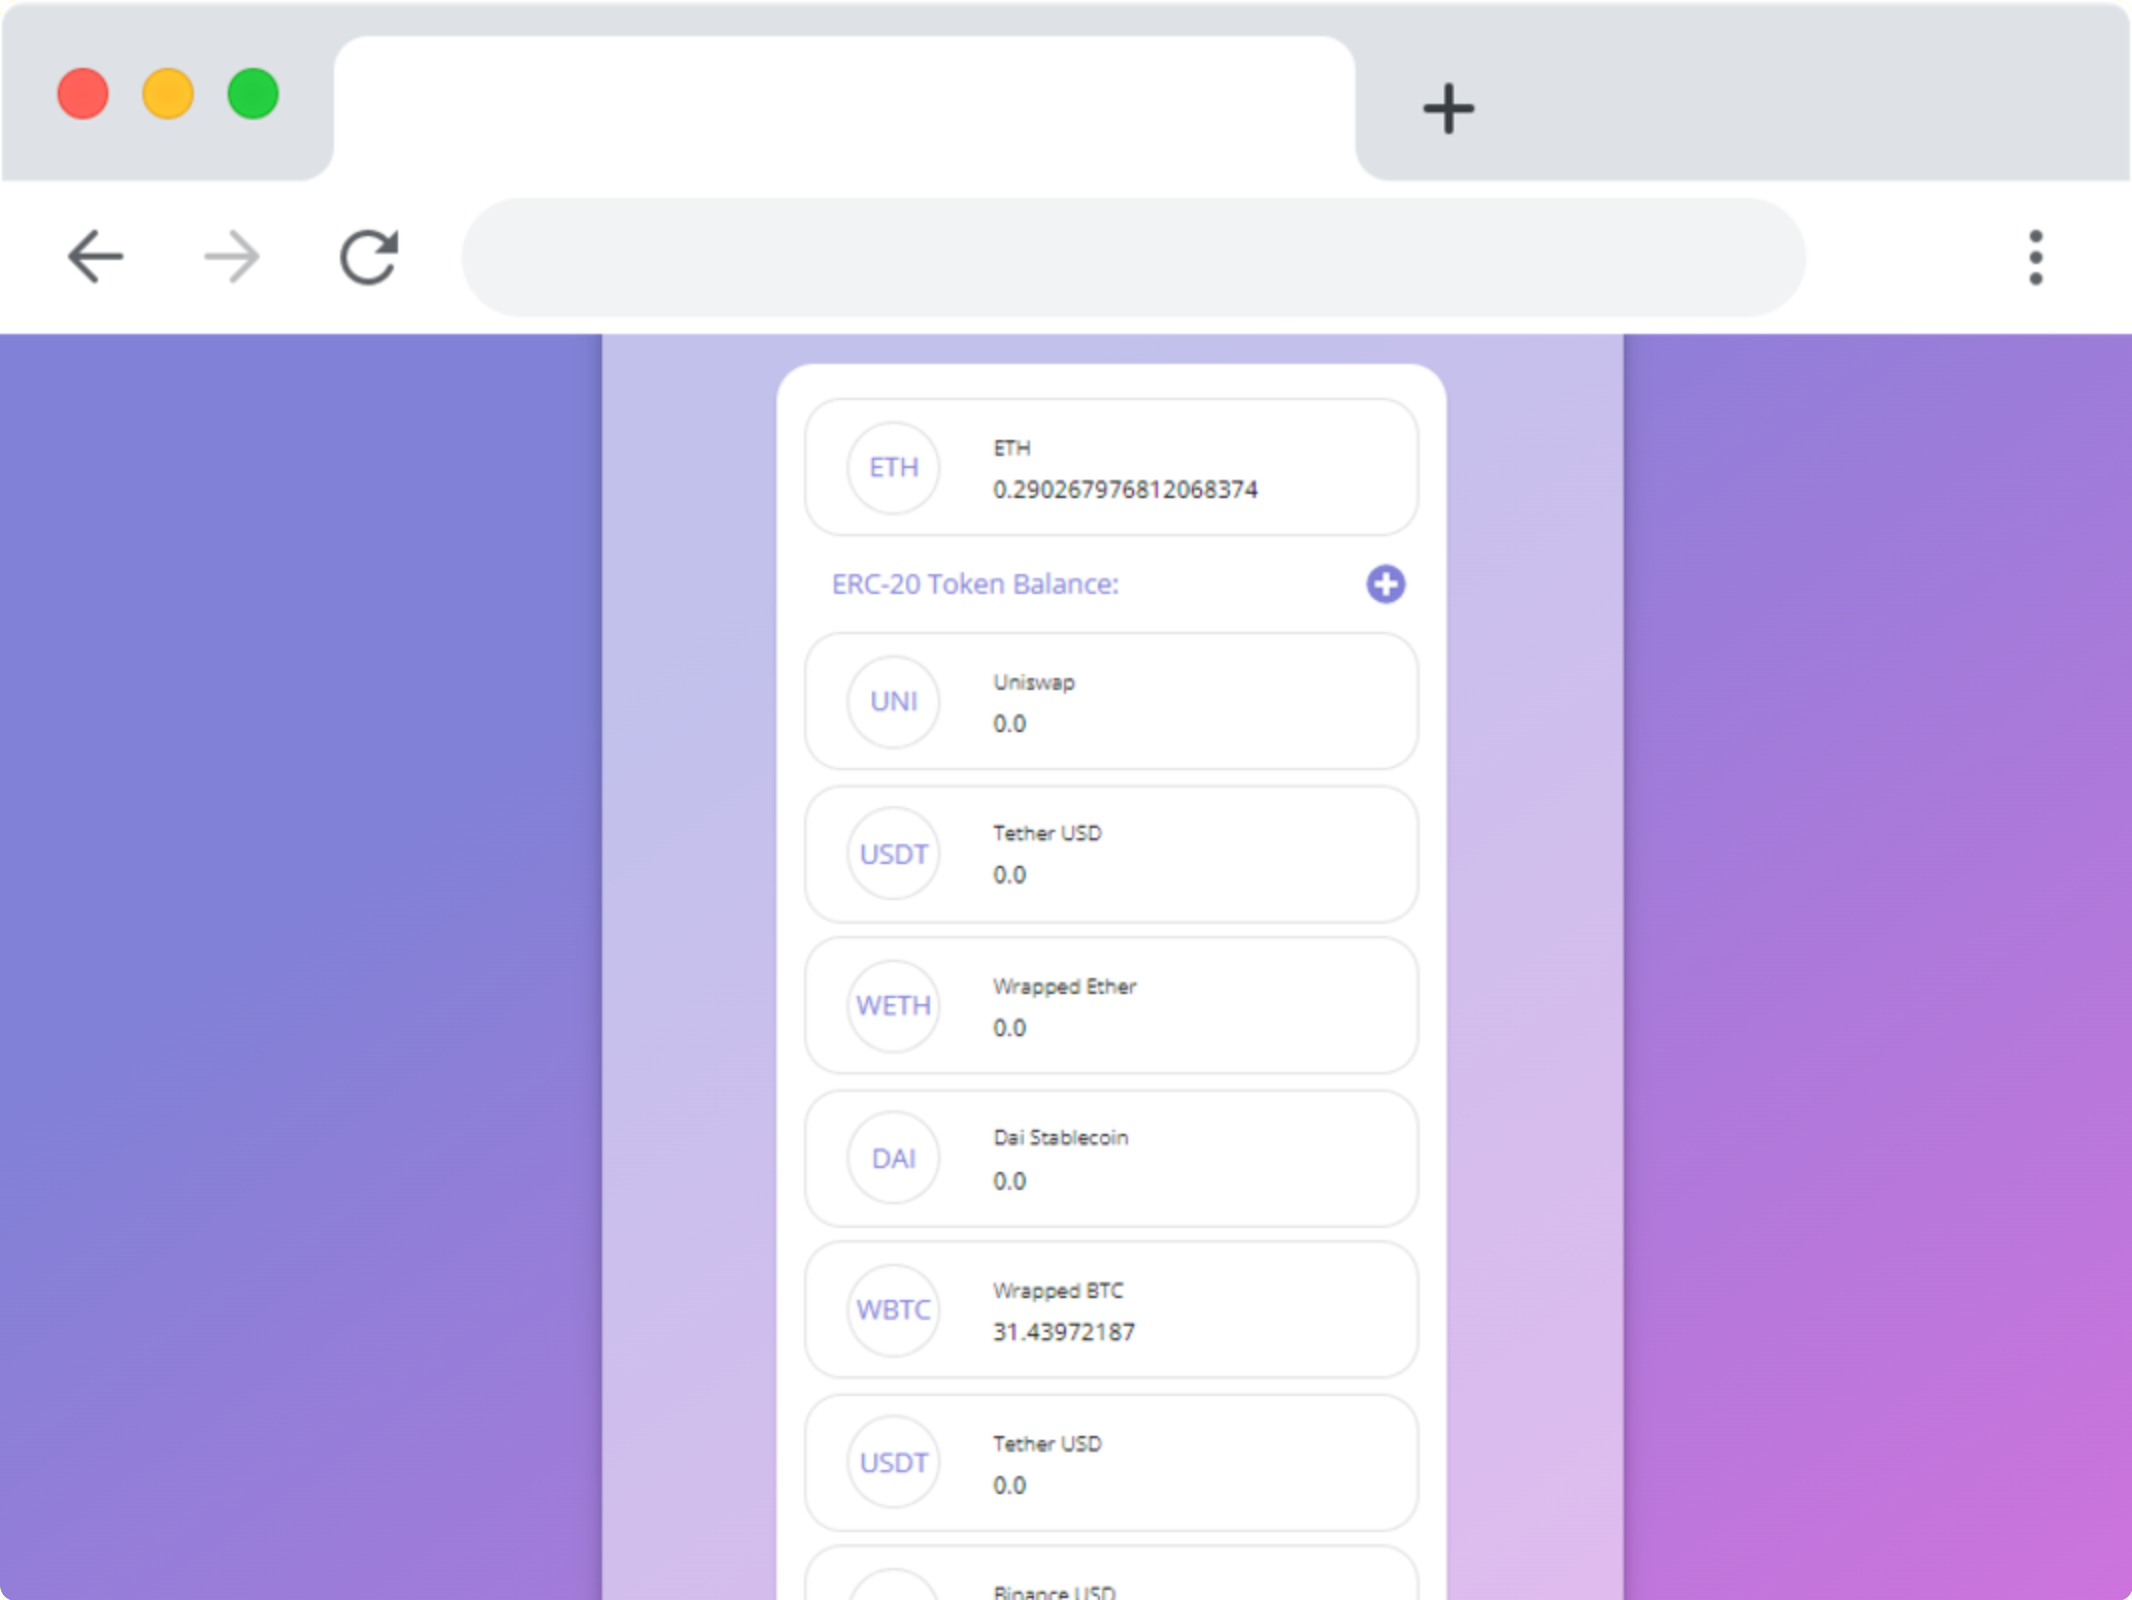 ETH
ETH
0.290267976812068374
ERC-20 Token Balance:
UNI
Uniswap
0.0
USDT
Tether USD
0.0
WETH
Wrapped Ether
0.0
DAI
Dai Stablecoin
0.0
WBTC
Wrapped BTC
31.43972187
USDT
Tether USD
0.0
Binance USD